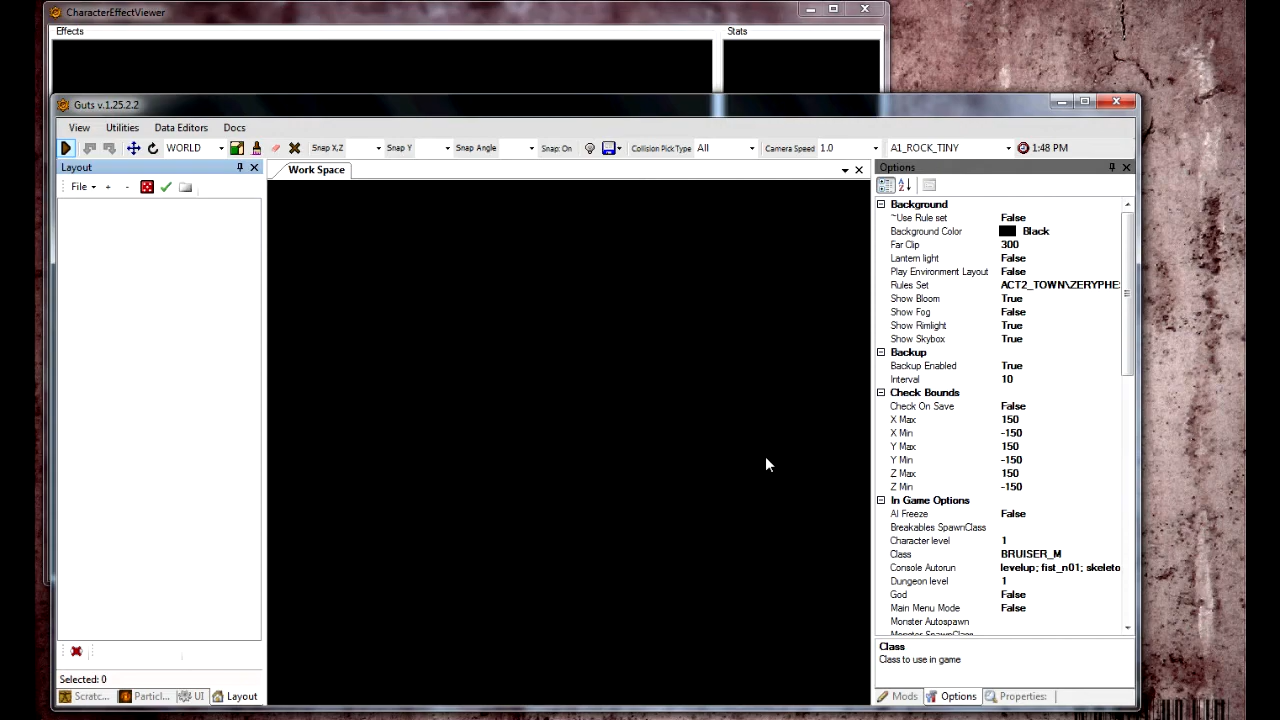 CharacterEffectViewer
Effects
Stats
Guts v.1.25.2.2
View Utilities Data Editors Docs
WORLD Snap X,Z Snap Y Snap Angle Snap: On Collision Pick Type All Camera Speed 1.0 A1_ROCK_TINY 1:48 PM
Layout
File + -
Work Space
Options
Background
~Use Rule set False
Background Color Black
Far Clip 300
Lantern light False
Play Environment Layout False
Rules Set ACT2_TOWN\ZERYPHE
Show Bloom True
Show Fog False
Show Rimlight True
Show Skybox True
Backup
Backup Enabled True
Interval 10
Check Bounds
Check On Save False
X Max 150
X Min -150
Y Max 150
Y Min -150
Z Max 150
Z Min -150
In Game Options
AI Freeze False
Breakables SpawnClass
Character level 1
Class BRUISER_M
Console Autorun levelup; fist_n01; skeleto
Dungeon level 1
God False
Main Menu Mode False
Monster Autospawn
Monster SpawnClass
Class
Class to use in game
Selected: 0
Scratc... Particl... UI Layout
Mods Options Properties: